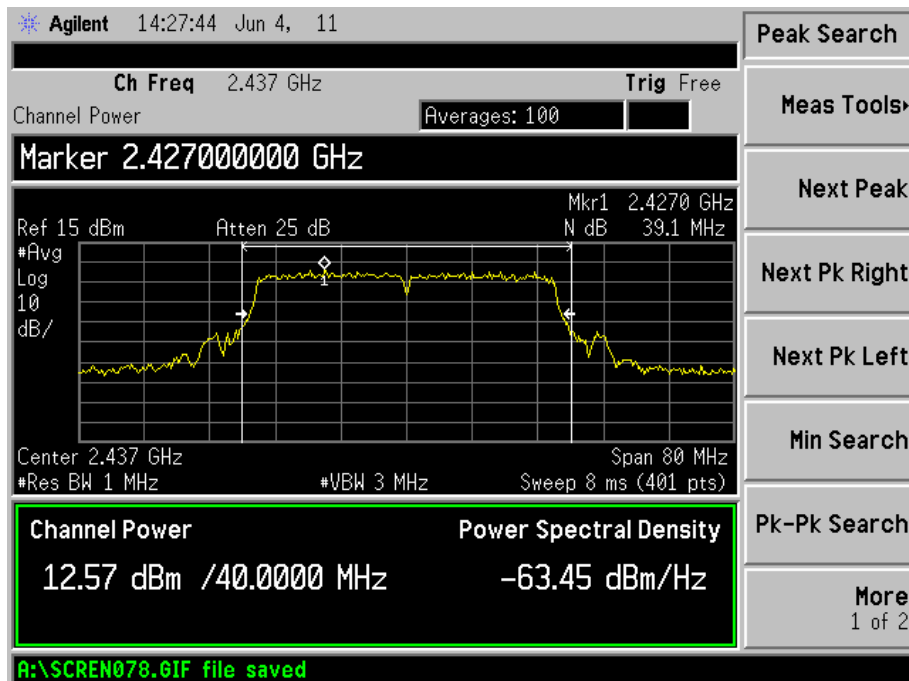 Agilent 14:27:44 Jun 4, 11
Peak Search
Ch Freq 2.437 GHz Trig Free
Channel Power Averages: 100
Meas Tools
Marker 2.427000000 GHz
Next Peak
Mkr1 2.4270 GHz
Ref 15 dBm Atten 25 dB N dB 39.1 MHz
#Avg
Log
10
dB/
1
Next Pk Right
Next Pk Left
Min Search
Center 2.437 GHz Span 80 MHz
#Res BW 1 MHz #VBW 3 MHz Sweep 8 ms (401 pts)
Pk-Pk Search
Channel Power Power Spectral Density
12.57 dBm /40.0000 MHz -63.45 dBm/Hz
More
1 of 2
A:\SCREN078.GIF file saved